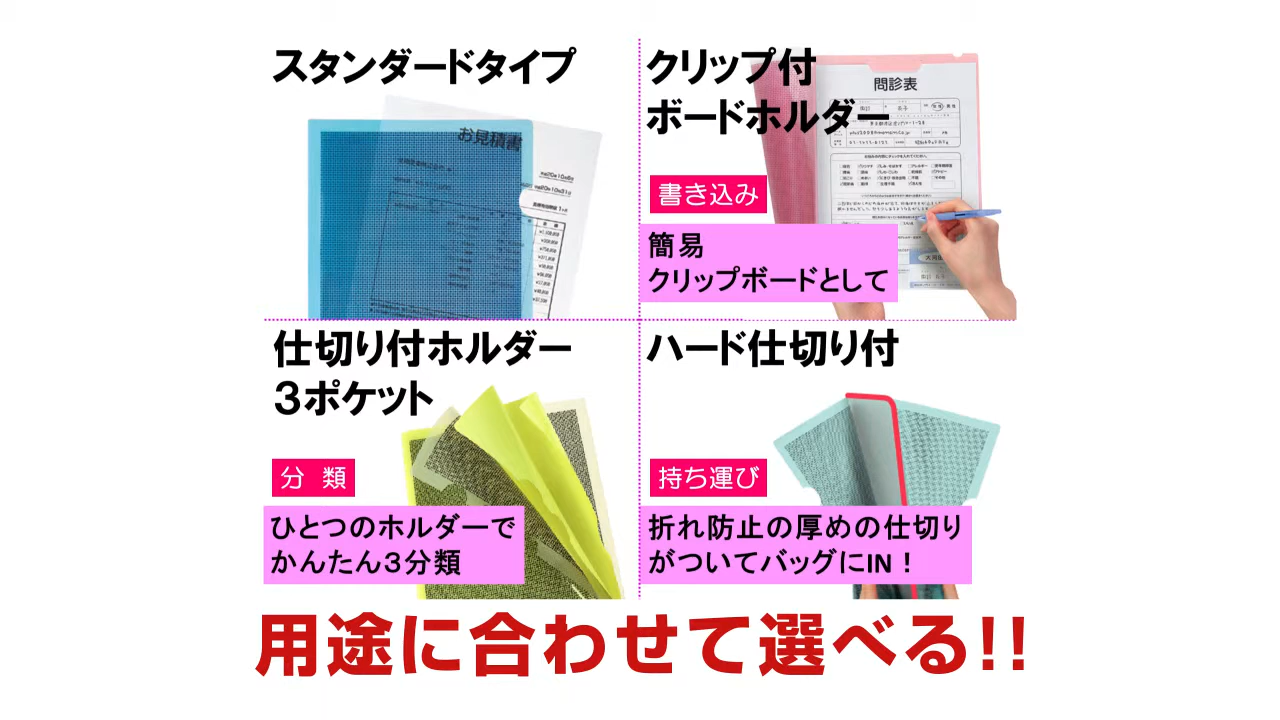 スタンダードタイプ
お見積書
クリップ付
ボードホルダー
問診表
書き込み
簡易
クリップボードとして
仕切り付ホルダー
３ポケット
分 類
ひとつのホルダーで
かんたん３分類
ハード仕切り付
持ち運び
折れ防止の厚めの仕切り
がついてバッグにIN！
用途に合わせて選べる!!